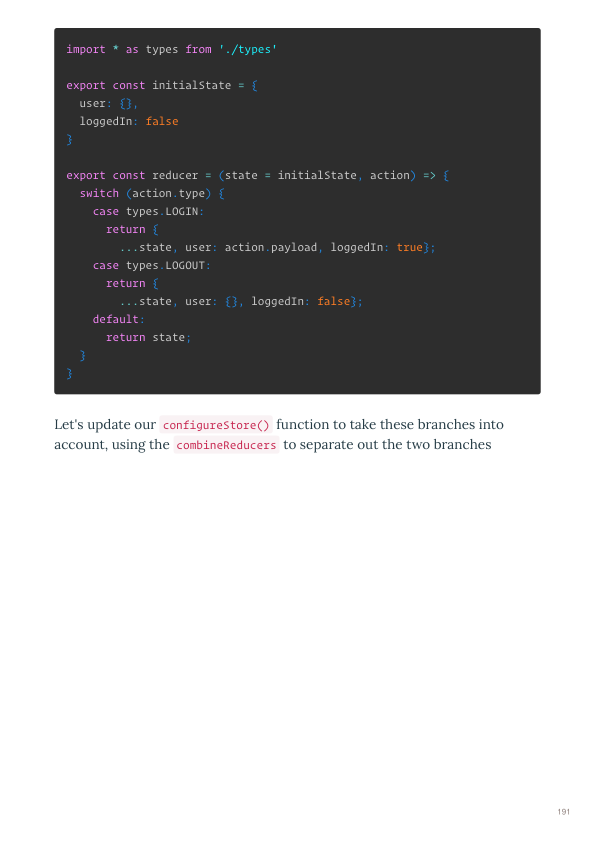 import * as types from './types'

export const initialState = {
  user: {},
  loggedIn: false
}

export const reducer = (state = initialState, action) => {
  switch (action.type) {
    case types.LOGIN:
      return {
        ...state, user: action.payload, loggedIn: true};
    case types.LOGOUT:
      return {
        ...state, user: {}, loggedIn: false};
    default:
      return state;
  }
}
Let's update our configureStore() function to take these branches into
account, using the combineReducers to separate out the two branches
191